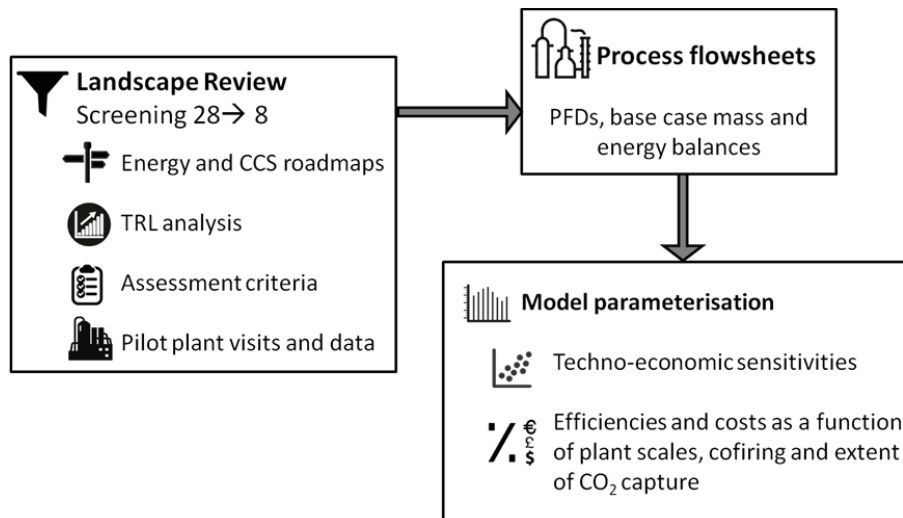 Landscape Review
Screening 28→ 8
Energy and CCS roadmaps
TRL analysis
Assessment criteria
Pilot plant visits and data
Process flowsheets
PFDs, base case mass and
energy balances
Model parameterisation
Techno-economic sensitivities
Efficiencies and costs as a function
of plant scales, cofiring and extent
of CO₂ capture
€
£
$